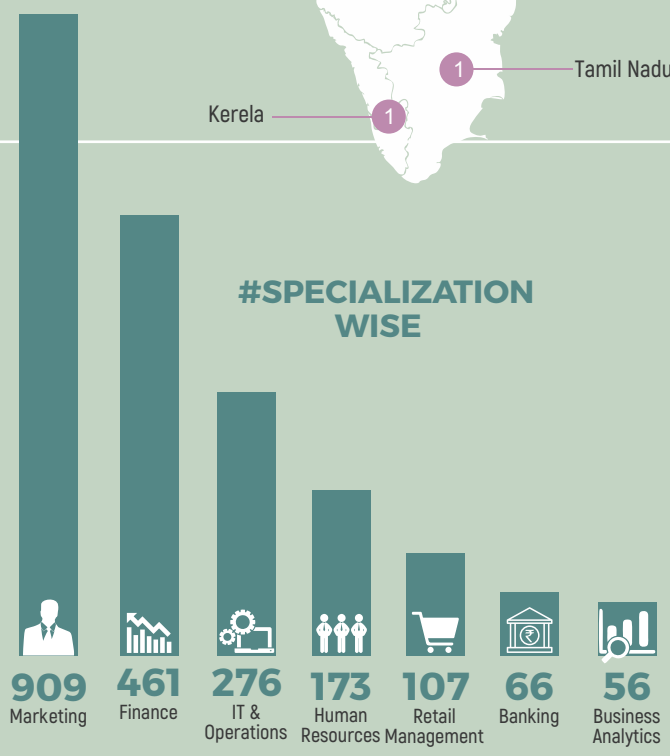 1
Tamil Nadu
Kerela
1
#SPECIALIZATION
WISE
₹
909
Marketing
461
Finance
276
IT &
Operations
173
Human
Resources
107
Retail
Management
66
Banking
56
Business
Analytics